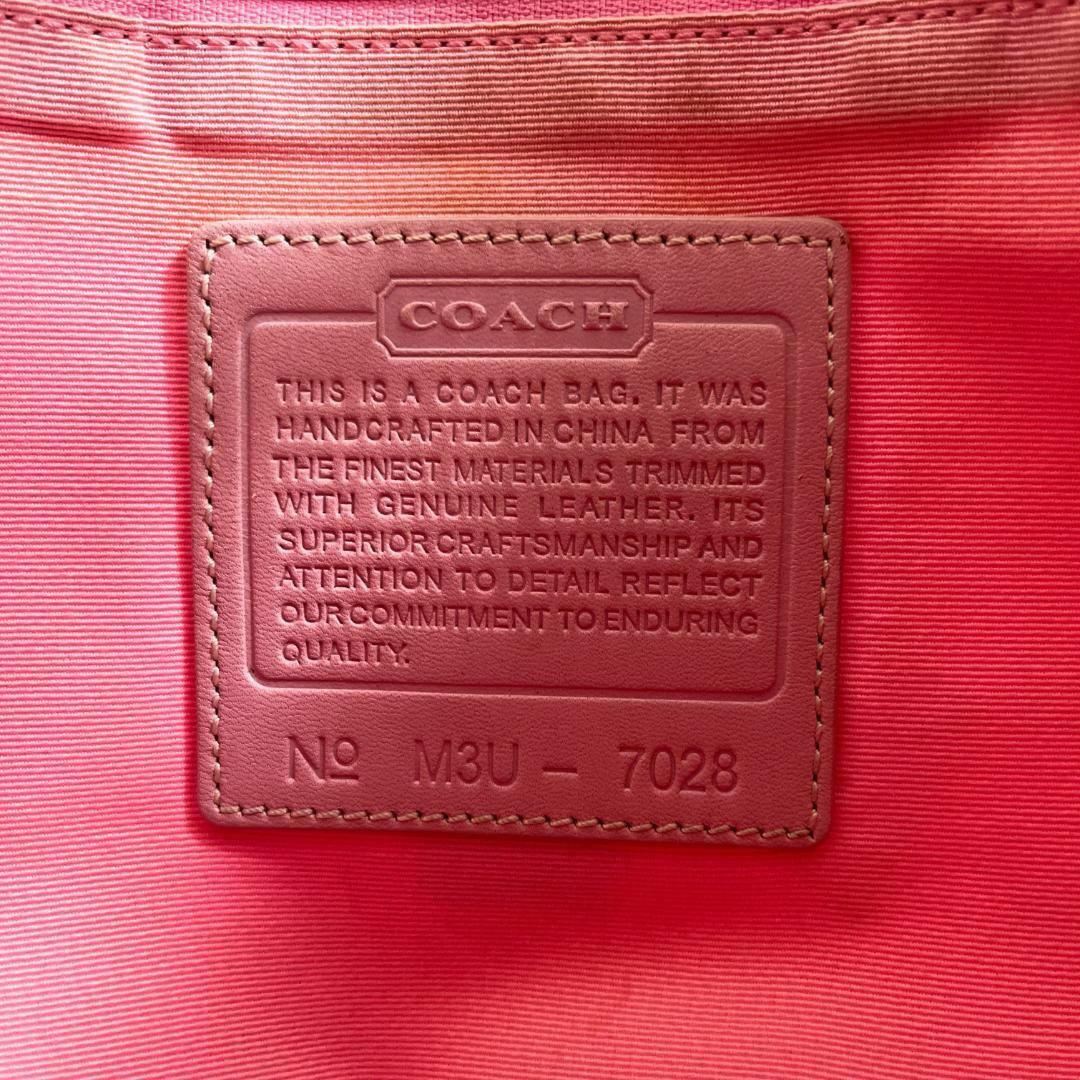 COACH
THIS IS A COACH BAG. IT WAS
HANDCRAFTED IN CHINA FROM
THE FINEST MATERIALS TRIMMED
WITH GENUINE LEATHER. ITS
SUPERIOR CRAFTSMANSHIP AND
ATTENTION TO DETAIL REFLECT
OUR COMMITMENT TO ENDURING
QUALITY.
Nº M3U - 7028